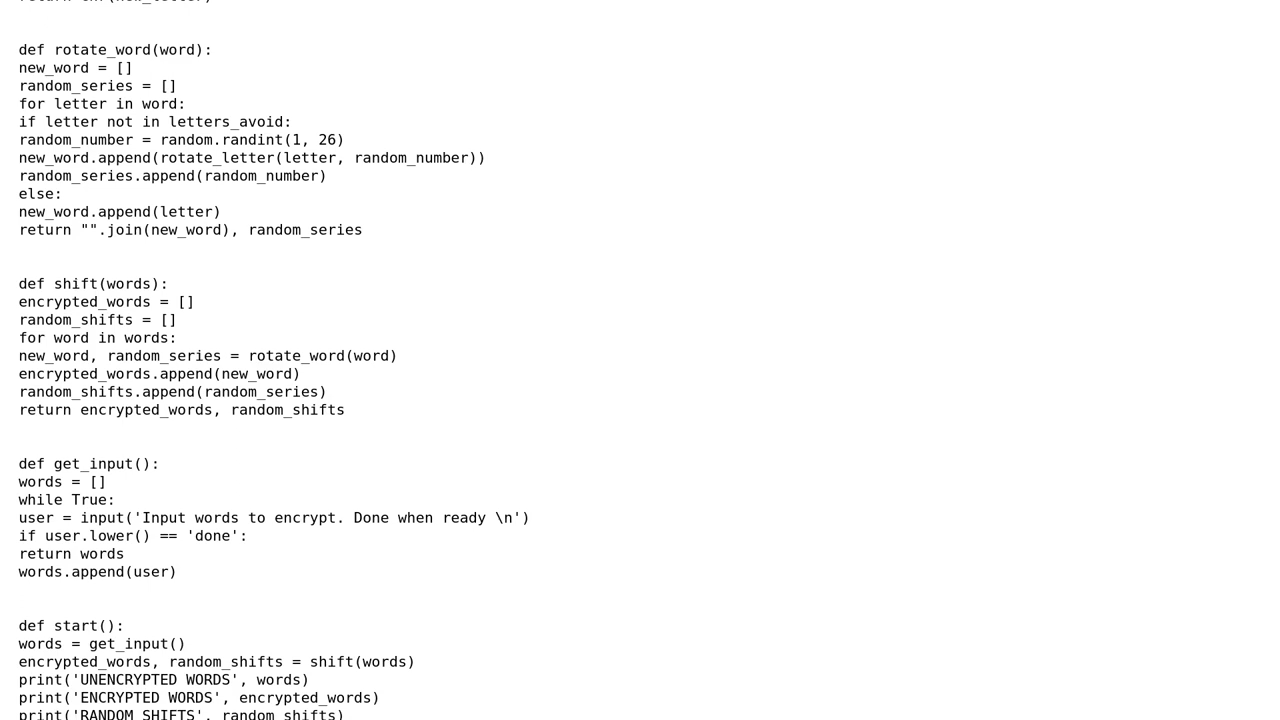 def rotate_word(word):
new_word = []
random_series = []
for letter in word:
if letter not in letters_avoid:
random_number = random.randint(1, 26)
new_word.append(rotate_letter(letter, random_number))
random_series.append(random_number)
else:
new_word.append(letter)
return "".join(new_word), random_series
def shift(words):
encrypted_words = []
random_shifts = []
for word in words:
new_word, random_series = rotate_word(word)
encrypted_words.append(new_word)
random_shifts.append(random_series)
return encrypted_words, random_shifts
def get_input():
words = []
while True:
user = input('Input words to encrypt. Done when ready \n')
if user.lower() == 'done':
return words
words.append(user)
def start():
words = get_input()
encrypted_words, random_shifts = shift(words)
print('UNENCRYPTED WORDS', words)
print('ENCRYPTED WORDS', encrypted_words)
print('RANDOM SHIFTS', random_shifts)